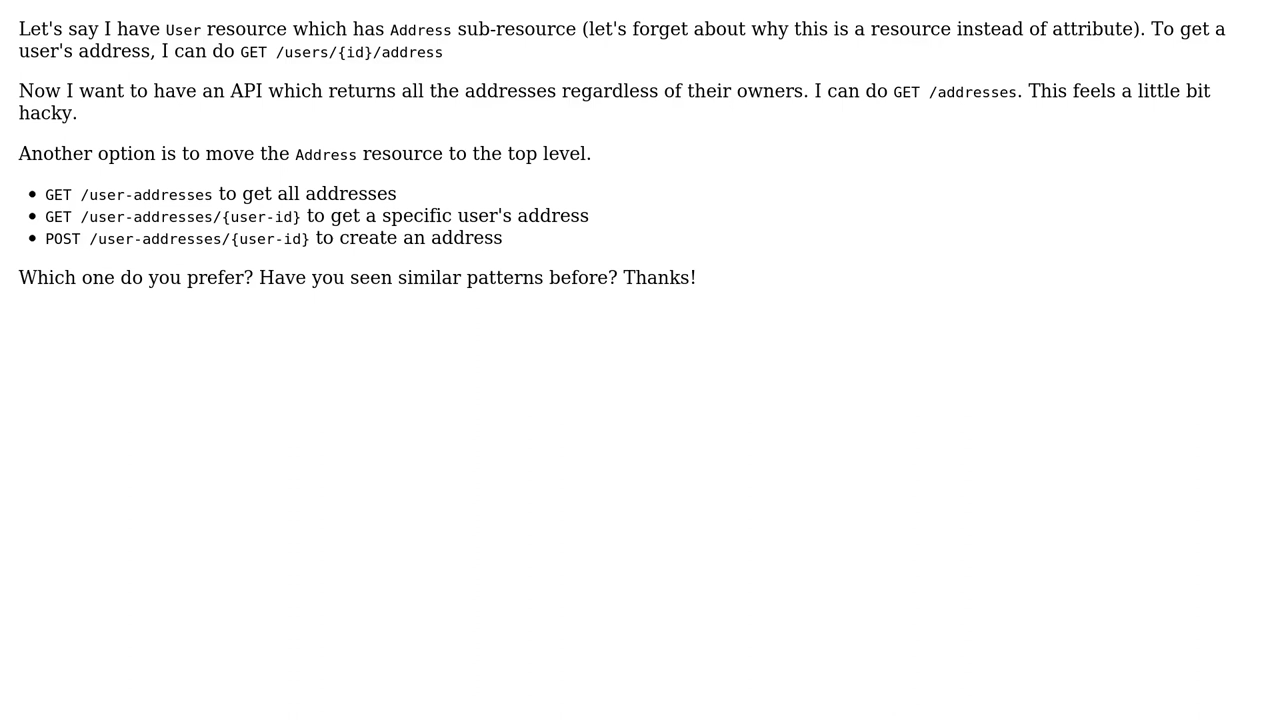 Let's say I have User resource which has Address sub-resource (let's forget about why this is a resource instead of attribute). To get a
user's address, I can do GET /users/{id}/address
Now I want to have an API which returns all the addresses regardless of their owners. I can do GET /addresses. This feels a little bit
hacky.
Another option is to move the Address resource to the top level.
• GET /user-addresses to get all addresses
• GET /user-addresses/{user-id} to get a specific user's address
• POST /user-addresses/{user-id} to create an address
Which one do you prefer? Have you seen similar patterns before? Thanks!